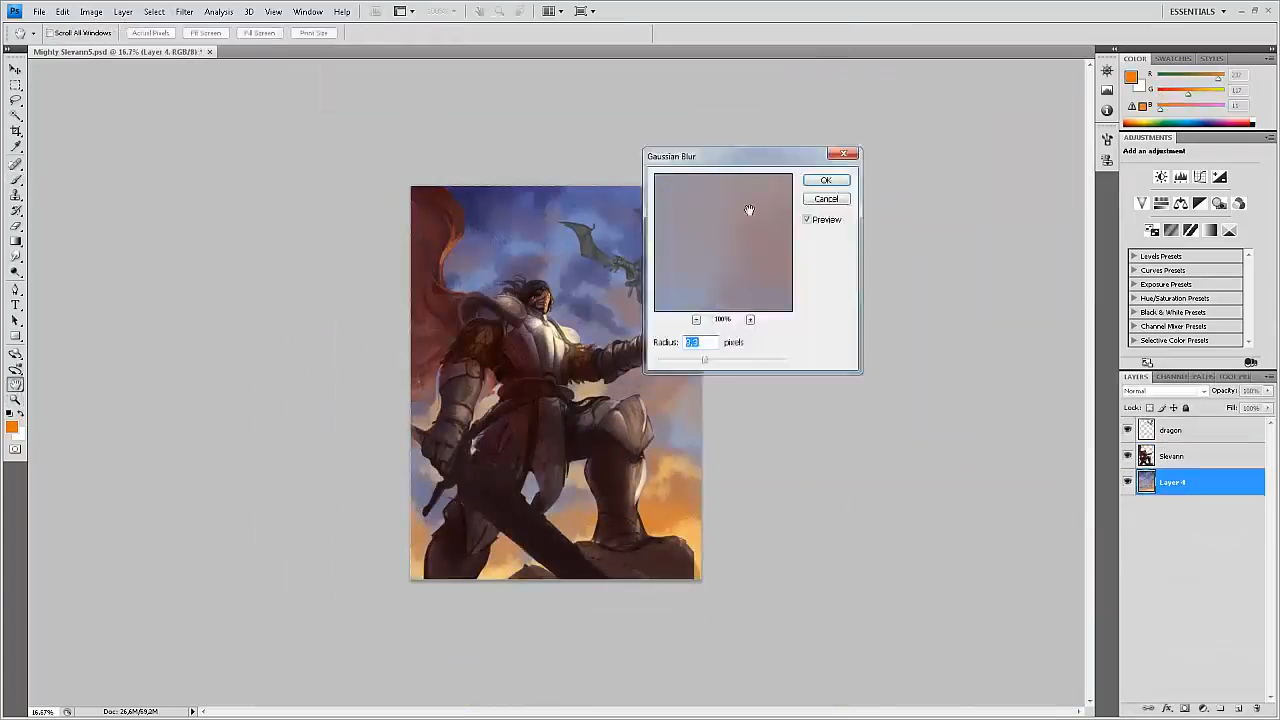 Ps File Edit Image Layer Select Filter Analysis 3D View Window Help ESSENTIALS
Scroll All Windows Actual Pixels Fit Screen Fill Screen Print Size
Mighty Slevann5.psd @ 16.7% (Layer 4, RGB/8) *
COLOR SWATCHES STYLES
R 237
G 117
B 11
ADJUSTMENTS
Add an adjustment
Levels Presets
Curves Presets
Exposure Presets
Hue/Saturation Presets
Black & White Presets
Channel Mixer Presets
Selective Color Presets
Gaussian Blur
OK
Cancel
Preview
100%
Radius: pixels
LAYERS CHANNELS PATHS TOOL PRE
Normal Opacity: 100%
Lock: Fill: 100%
dragon
Slevann
Layer 4
16.67% Doc: 26,6M/59,2M